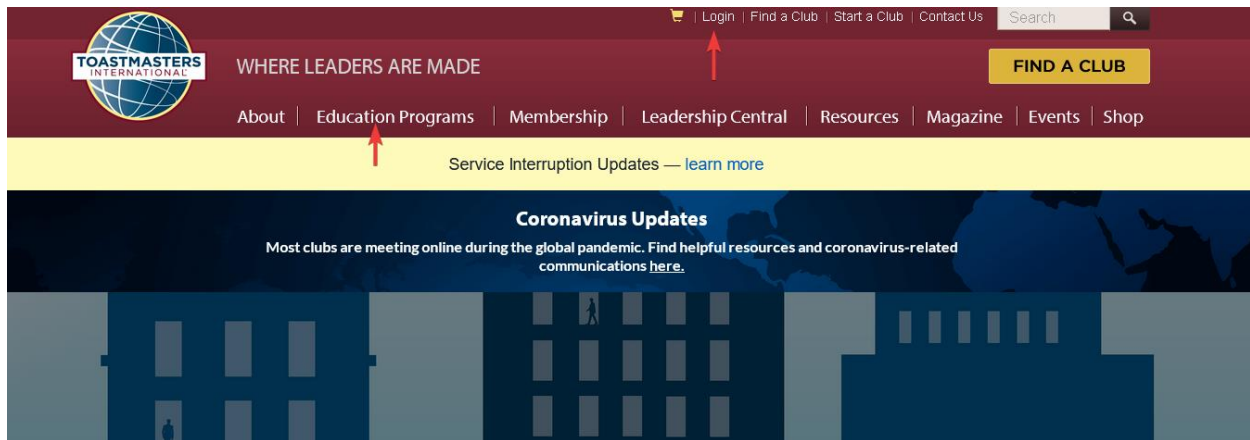 | Login | Find a Club | Start a Club | Contact Us Search
TOASTMASTERS
INTERNATIONAL
WHERE LEADERS ARE MADE
FIND A CLUB
About | Education Programs | Membership | Leadership Central | Resources | Magazine | Events | Shop
Service Interruption Updates — learn more
Coronavirus Updates
Most clubs are meeting online during the global pandemic. Find helpful resources and coronavirus-related
communications here.